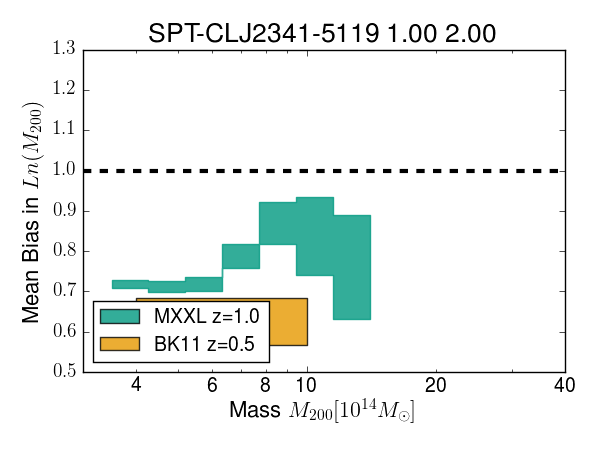 SPT-CLJ2341-5119 1.00 2.00
1.3
1.2
1.1
1.0
0.9
0.8
0.7
0.6
0.5
Mean Bias in Ln(M₂₀₀)
MXXL z=1.0
BK11 z=0.5
4 6 8 10 20 40
Mass M₂₀₀[10¹⁴M☉]